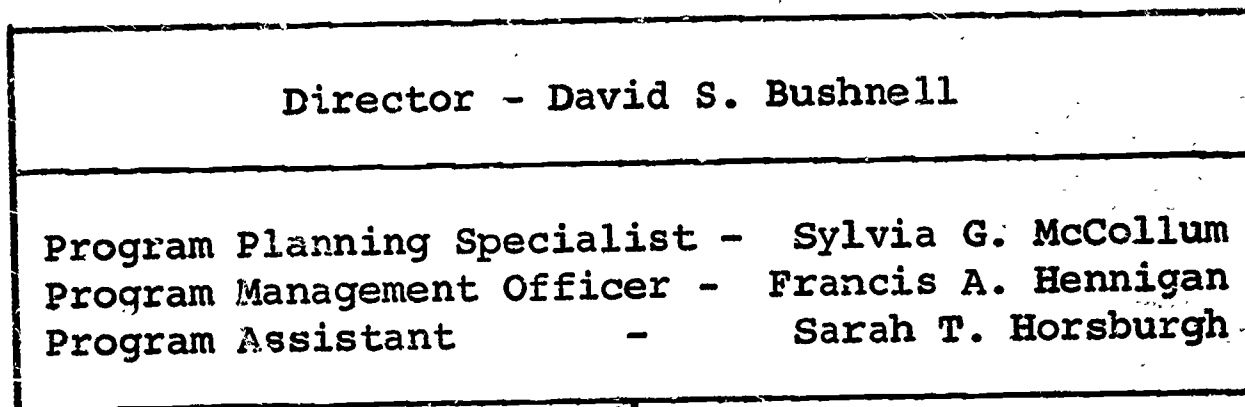 Director - David S. Bushnell
Program Planning Specialist - Sylvia G. McCollum
Program Management Officer - Francis A. Hennigan
Program Assistant - Sarah T. Horsburgh